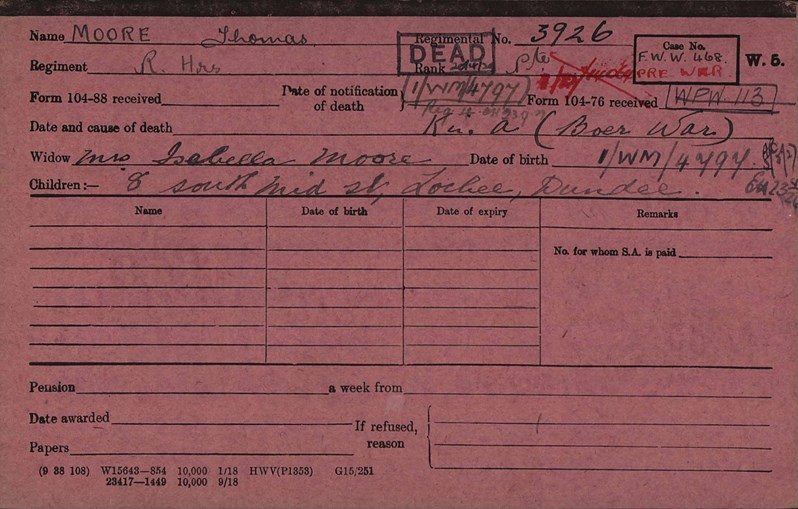 Name MOORE Thomas. Regimental No. 3926
DEAD
Case No.
F.W.W. 468.
PRE WAR
W. 5.
Regiment R. Hrs Rank Pte
Form 104-88 received Date of notification of death 1/WM/4797 Form 104-76 received WPW 113
Date and cause of death (Boer War)
Widow Mrs Isabella Moore Date of birth 1/WM/4797.
Children:— 8 South Mid St, Lochee, Dundee.
Name Date of birth Date of expiry Remarks
No. for whom S.A. is paid
Pension a week from
Date awarded If refused, reason
Papers
(9 38 108) W15643—854 10,000 1/18 HWV(P1353) G15/251
23417—1449 10,000 9/18